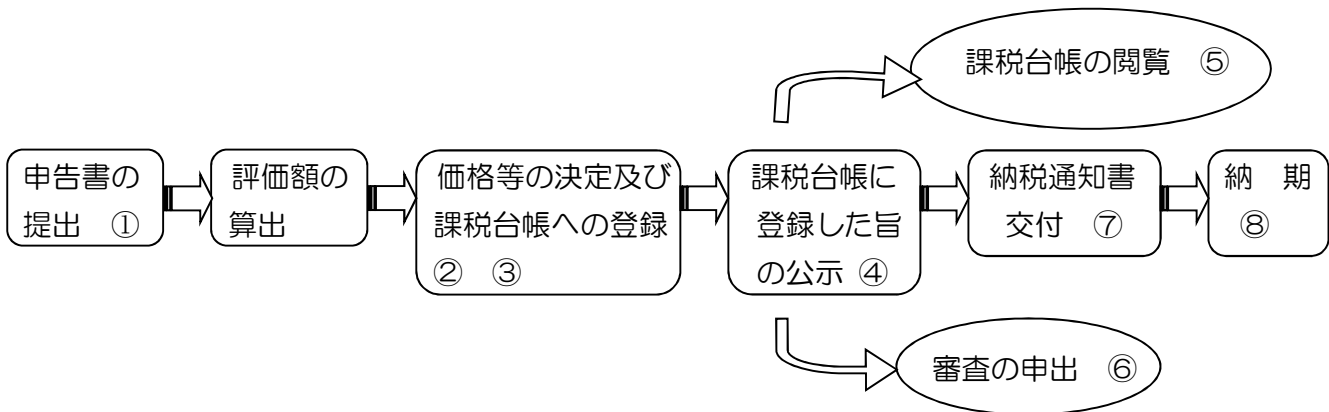 課税台帳の閲覧　⑤
申告書の
提出　①
評価額の
算出
価格等の決定及び
課税台帳への登録
②　③
課税台帳に
登録した旨
の公示 ④
納税通知書
交付　⑦
納　期
⑧
審査の申出　⑥